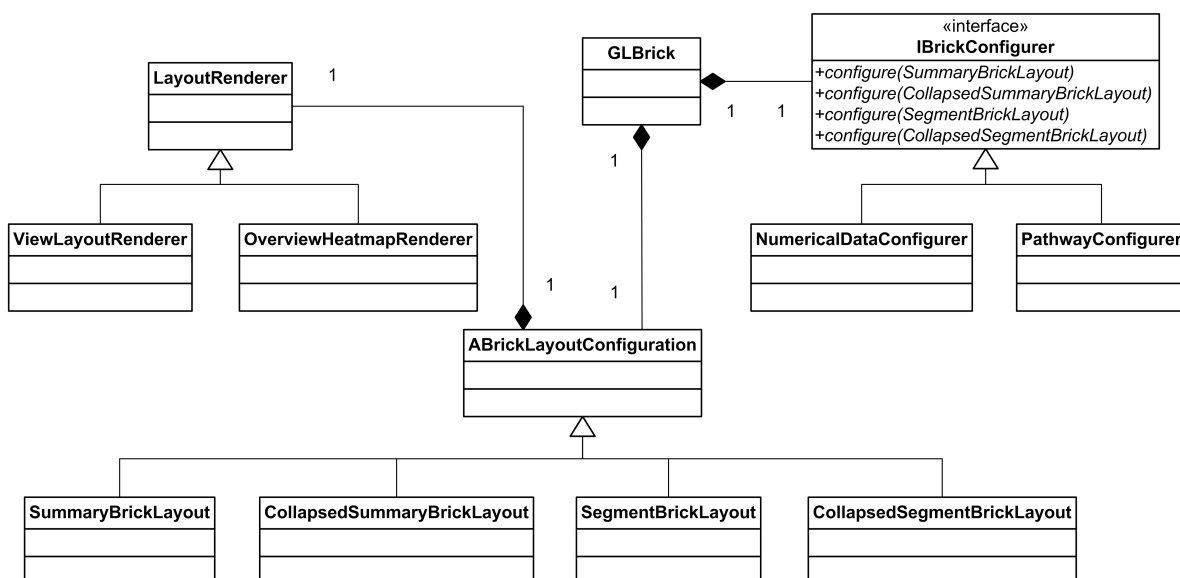 «interface»
IBrickConfigurer
+configure(SummaryBrickLayout)
+configure(CollapsedSummaryBrickLayout)
+configure(SegmentBrickLayout)
+configure(CollapsedSegmentBrickLayout)
GLBrick
LayoutRenderer
1
1
1
1
ViewLayoutRenderer
OverviewHeatmapRenderer
NumericalDataConfigurer
PathwayConfigurer
1
1
ABrickLayoutConfiguration
SummaryBrickLayout
CollapsedSummaryBrickLayout
SegmentBrickLayout
CollapsedSegmentBrickLayout